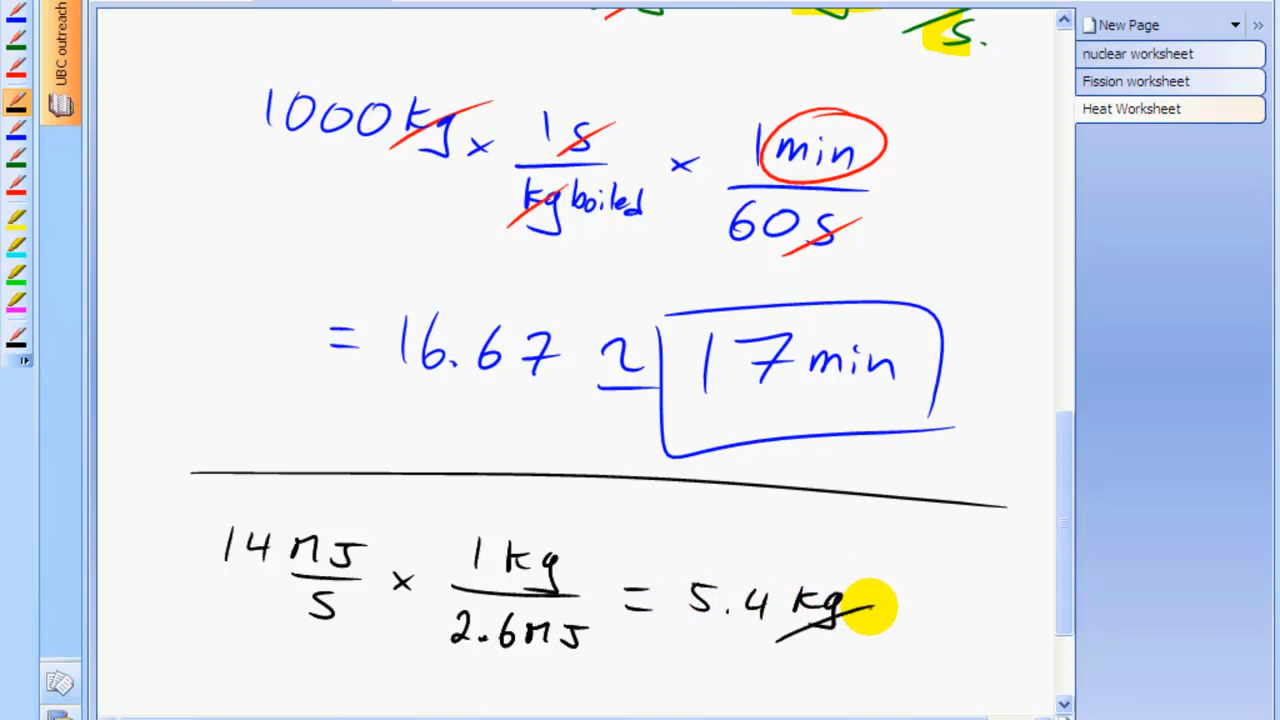 UBC outreach
New Page
nuclear worksheet
Fission worksheet
Heat Worksheet
s.
1000 kg × 1 s / kg boiled × 1 min / 60 s
= 16.67 ≃ 17 min
14 MJ / s × 1 kg / 2.6 MJ = 5.4 kg